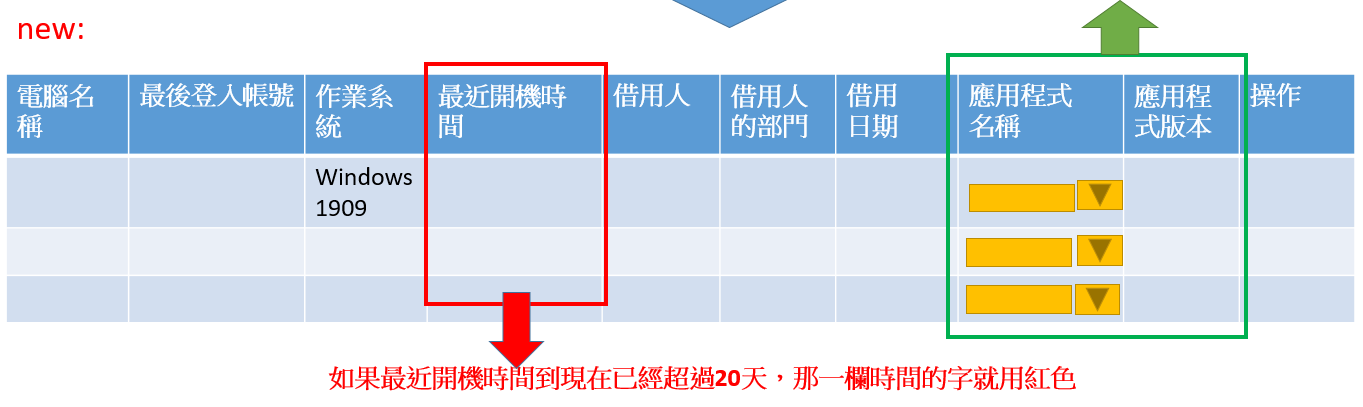 new:
電腦名稱
最後登入帳號
作業系統
最近開機時間
借用人
借用人的部門
借用日期
應用程式名稱
應用程式版本
操作
Windows
1909
如果最近開機時間到現在已經超過20天，那一欄時間的字就用紅色